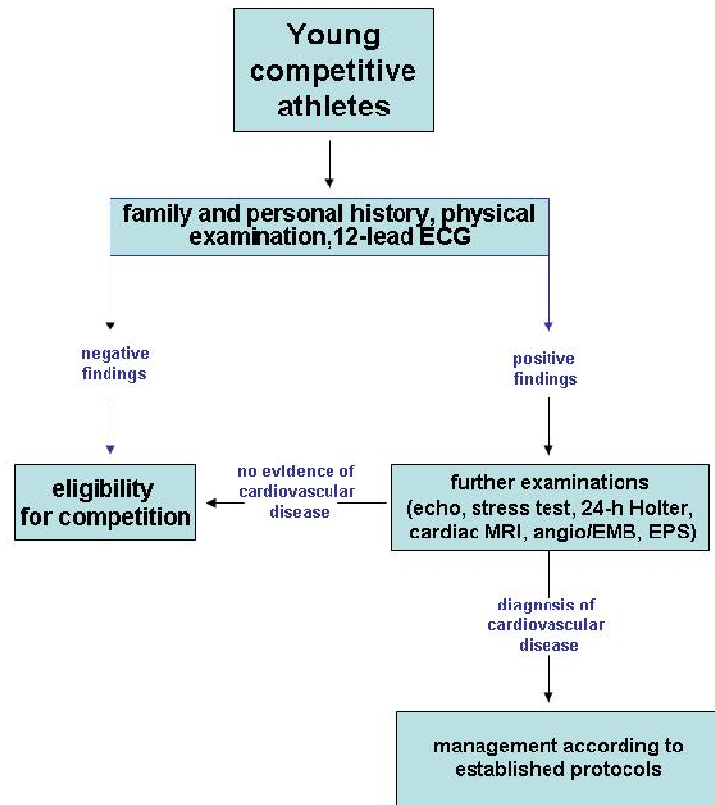 Young
competitive
athletes
family and personal history, physical
examination,12-lead ECG
negative
findings
positive
findings
eligibility
for competition
no evidence of
cardiovascular
disease
further examinations
(echo, stress test, 24-h Holter,
cardiac MRI, angio/EMB, EPS)
diagnosis of
cardiovascular
disease
management according to
established protocols